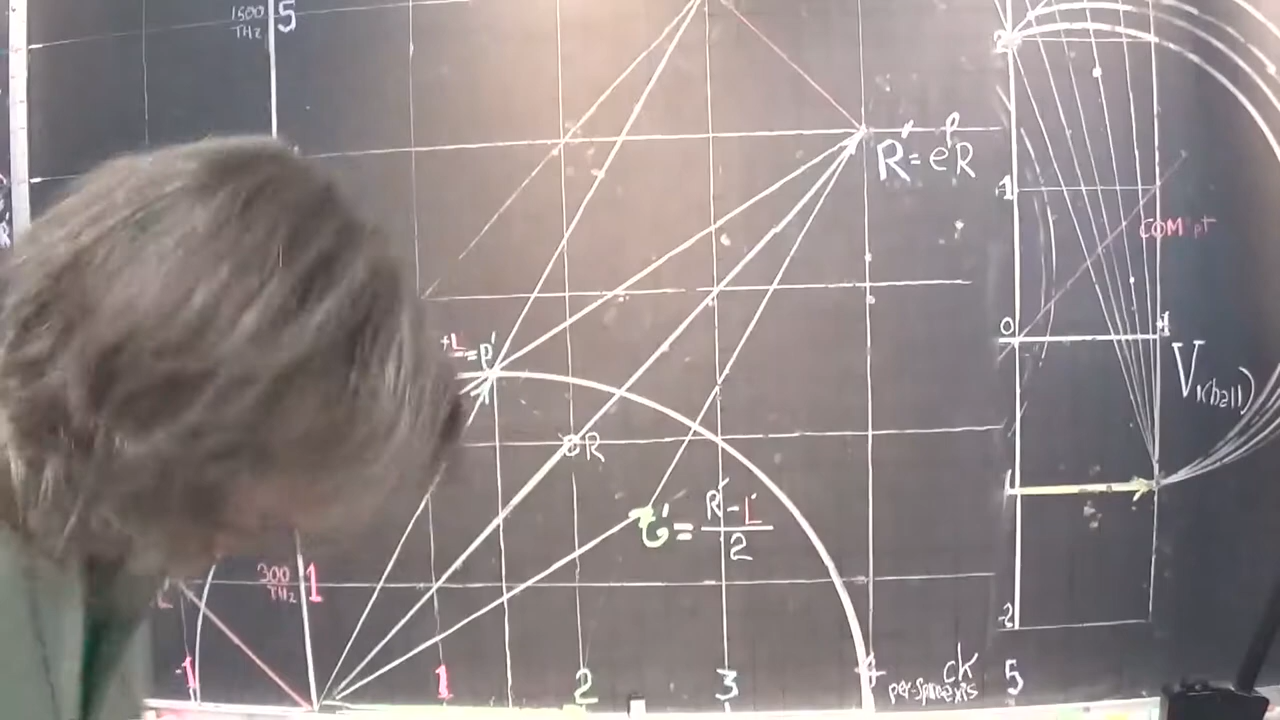 1500
THz
5
R' = e^ρR
1
COM pt
+L = p'
0
1
V1(ball)
R
G' = R' - L' / 2
300
THz
1
-2
-1
1
2
3
4
ck
per-space axis
5